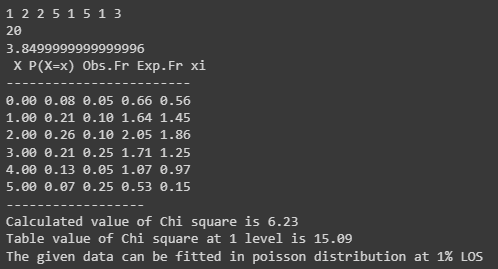 1 2 2 5 1 5 1 3
20
3.8499999999999996
 X P(X=x) Obs.Fr Exp.Fr xi
------------------------
0.00 0.08 0.05 0.66 0.56
1.00 0.21 0.10 1.64 1.45
2.00 0.26 0.10 2.05 1.86
3.00 0.21 0.25 1.71 1.25
4.00 0.13 0.05 1.07 0.97
5.00 0.07 0.25 0.53 0.15
------------------
Calculated value of Chi square is 6.23
Table value of Chi square at 1 level is 15.09
The given data can be fitted in poisson distribution at 1% LOS